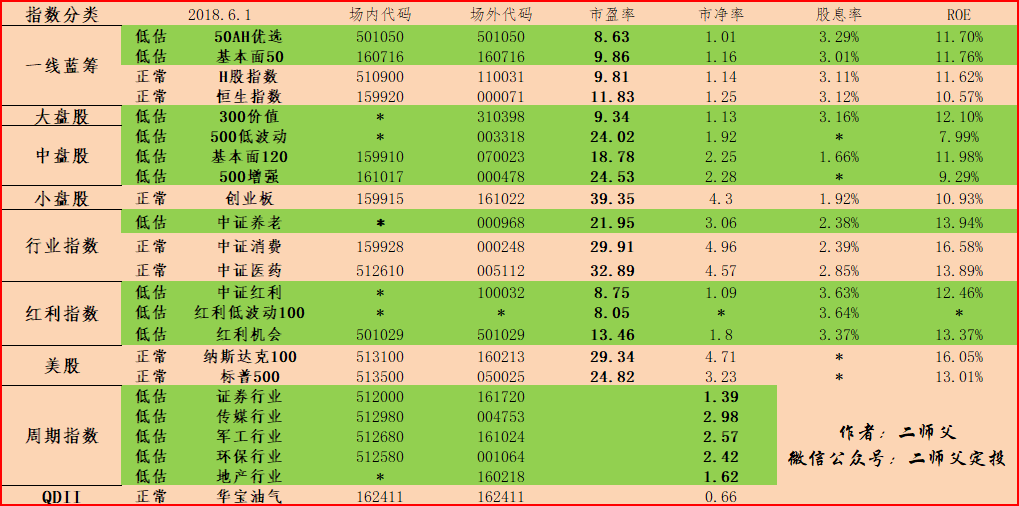 指数分类 2018.6.1 场内代码 场外代码 市盈率 市净率 股息率 ROE
一线蓝筹
低估 50AH优选 501050 501050 8.63 1.01 3.29% 11.70%
低估 基本面50 160716 160716 9.86 1.16 3.01% 11.76%
正常 H股指数 510900 110031 9.81 1.14 3.11% 11.62%
正常 恒生指数 159920 000071 11.83 1.25 3.12% 10.57%
大盘股 低估 300价值 * 310398 9.34 1.13 3.16% 12.10%
中盘股
低估 500低波动 * 003318 24.02 1.92 * 7.99%
低估 基本面120 159910 070023 18.78 2.25 1.66% 11.98%
低估 500增强 161017 000478 24.53 2.28 * 9.29%
小盘股 正常 创业板 159915 161022 39.35 4.3 1.92% 10.93%
行业指数
低估 中证养老 * 000968 21.95 3.06 2.38% 13.94%
正常 中证消费 159928 000248 29.91 4.96 2.39% 16.58%
正常 中证医药 512610 005112 32.89 4.57 2.85% 13.89%
红利指数
低估 中证红利 * 100032 8.75 1.09 3.63% 12.46%
低估 红利低波动100 * * 8.05 * 3.64% *
低估 红利机会 501029 501029 13.46 1.8 3.37% 13.37%
美股
正常 纳斯达克100 513100 160213 29.34 4.71 * 16.05%
正常 标普500 513500 050025 24.82 3.23 * 13.01%
周期指数
低估 证券行业 512000 161720 1.39
低估 传媒行业 512980 004753 2.98
低估 军工行业 512680 161024 2.57
低估 环保行业 512580 001064 2.42
低估 地产行业 * 160218 1.62
作者：二师父
微信公众号：二师父定投
QDII 正常 华宝油气 162411 162411 0.66